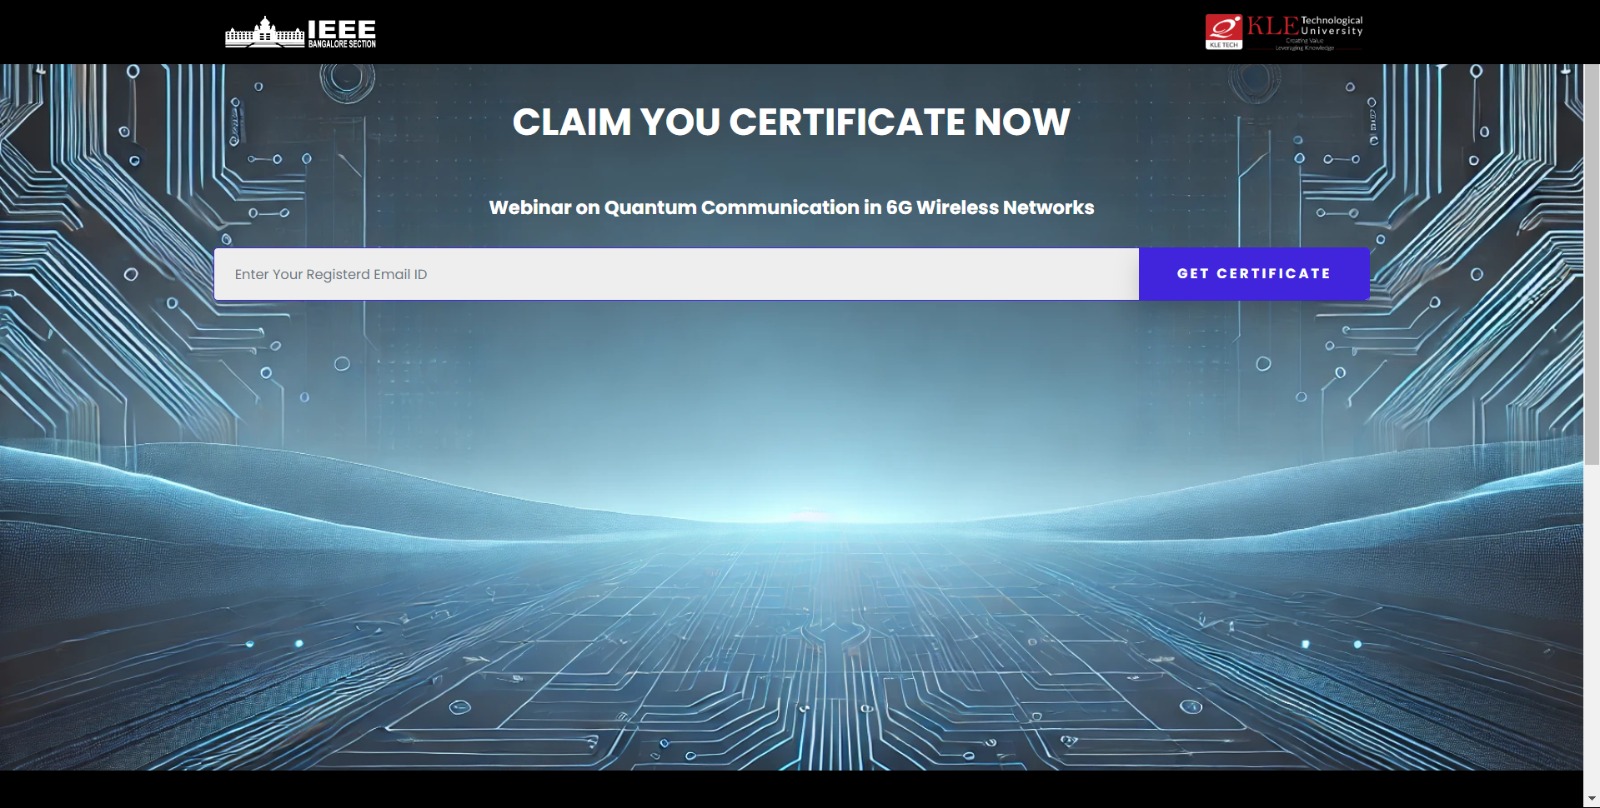 IEEE
BANGALORE SECTION
KLE TECH
KLE Technological
University
Creating Value
Leveraging Knowledge
CLAIM YOU CERTIFICATE NOW
Webinar on Quantum Communication in 6G Wireless Networks
Enter Your Registerd Email ID
GET CERTIFICATE